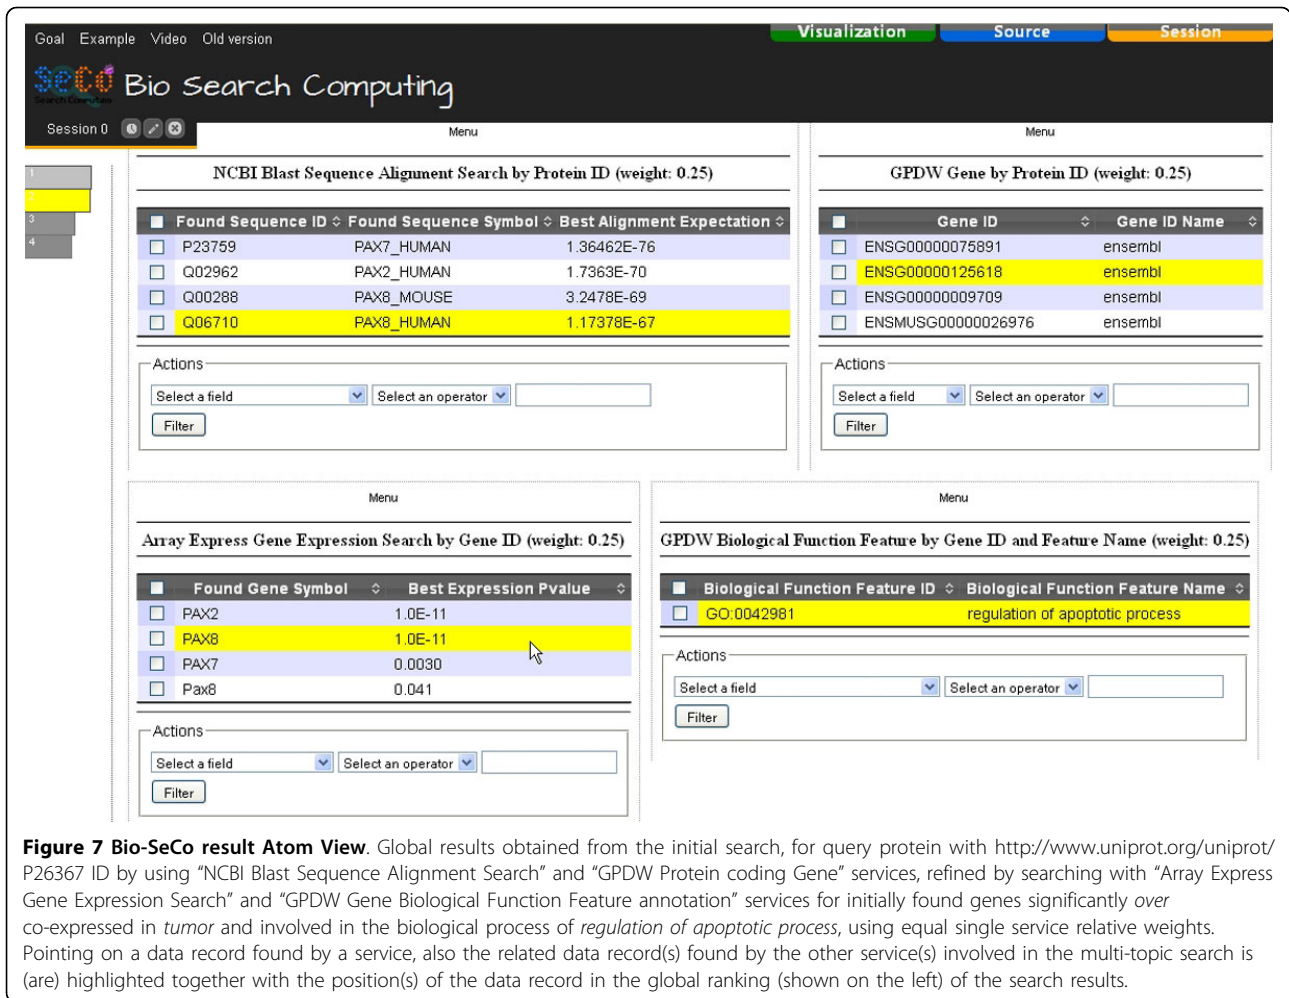 Goal Example Video Old version
Visualization Source Session
SeCo Bio Search Computing
Search Computing
Session 0
1
2
3
4
Menu
NCBI Blast Sequence Alignment Search by Protein ID (weight: 0.25)
Found Sequence ID Found Sequence Symbol Best Alignment Expectation
P23759 PAX7_HUMAN 1.36462E-76
Q02962 PAX2_HUMAN 1.7363E-70
Q00288 PAX8_MOUSE 3.2478E-69
Q06710 PAX8_HUMAN 1.17378E-67
Actions
Select a field Select an operator
Filter
Menu
GPDW Gene by Protein ID (weight: 0.25)
Gene ID Gene ID Name
ENSG00000075891 ensembl
ENSG00000125618 ensembl
ENSG00000009709 ensembl
ENSMUSG00000026976 ensembl
Actions
Select a field Select an operator
Filter
Menu
Array Express Gene Expression Search by Gene ID (weight: 0.25)
Found Gene Symbol Best Expression Pvalue
PAX2 1.0E-11
PAX8 1.0E-11
PAX7 0.0030
Pax8 0.041
Actions
Select a field Select an operator
Filter
Menu
GPDW Biological Function Feature by Gene ID and Feature Name (weight: 0.25)
Biological Function Feature ID Biological Function Feature Name
GO:0042981 regulation of apoptotic process
Actions
Select a field Select an operator
Filter
Figure 7 Bio-SeCo result Atom View. Global results obtained from the initial search, for query protein with http://www.uniprot.org/uniprot/
P26367 ID by using “NCBI Blast Sequence Alignment Search” and “GPDW Protein coding Gene” services, refined by searching with “Array Express
Gene Expression Search” and “GPDW Gene Biological Function Feature annotation” services for initially found genes significantly over
co-expressed in tumor and involved in the biological process of regulation of apoptotic process, using equal single service relative weights.
Pointing on a data record found by a service, also the related data record(s) found by the other service(s) involved in the multi-topic search is
(are) highlighted together with the position(s) of the data record in the global ranking (shown on the left) of the search results.